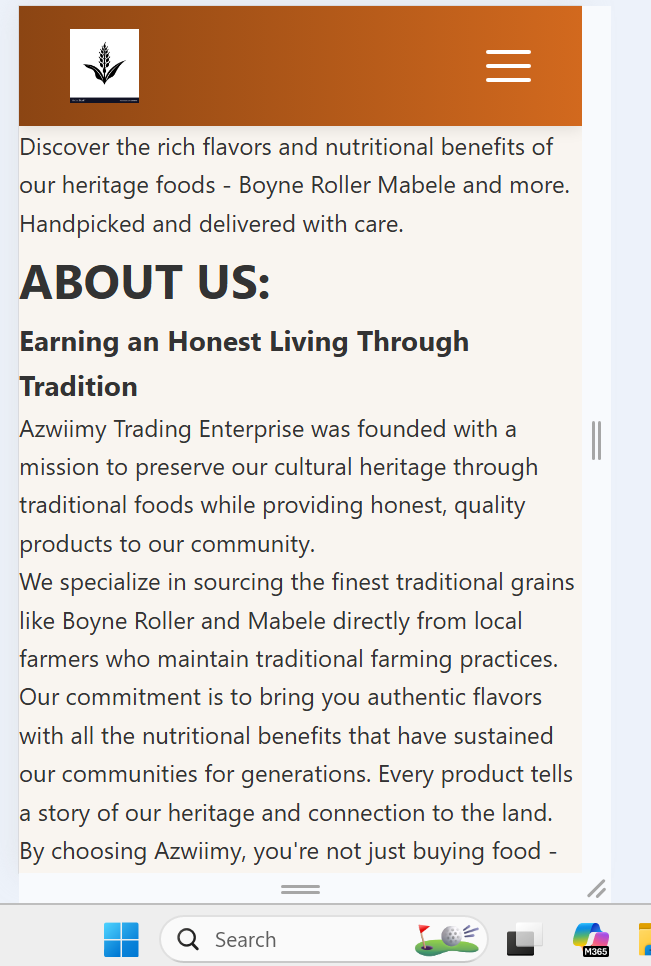 Discover the rich flavors and nutritional benefits of
our heritage foods - Boyne Roller Mabele and more.
Handpicked and delivered with care.
ABOUT US:
Earning an Honest Living Through
Tradition
Azwiimy Trading Enterprise was founded with a
mission to preserve our cultural heritage through
traditional foods while providing honest, quality
products to our community.
We specialize in sourcing the finest traditional grains
like Boyne Roller and Mabele directly from local
farmers who maintain traditional farming practices.
Our commitment is to bring you authentic flavors
with all the nutritional benefits that have sustained
our communities for generations. Every product tells
a story of our heritage and connection to the land.
By choosing Azwiimy, you're not just buying food -
Search
M365